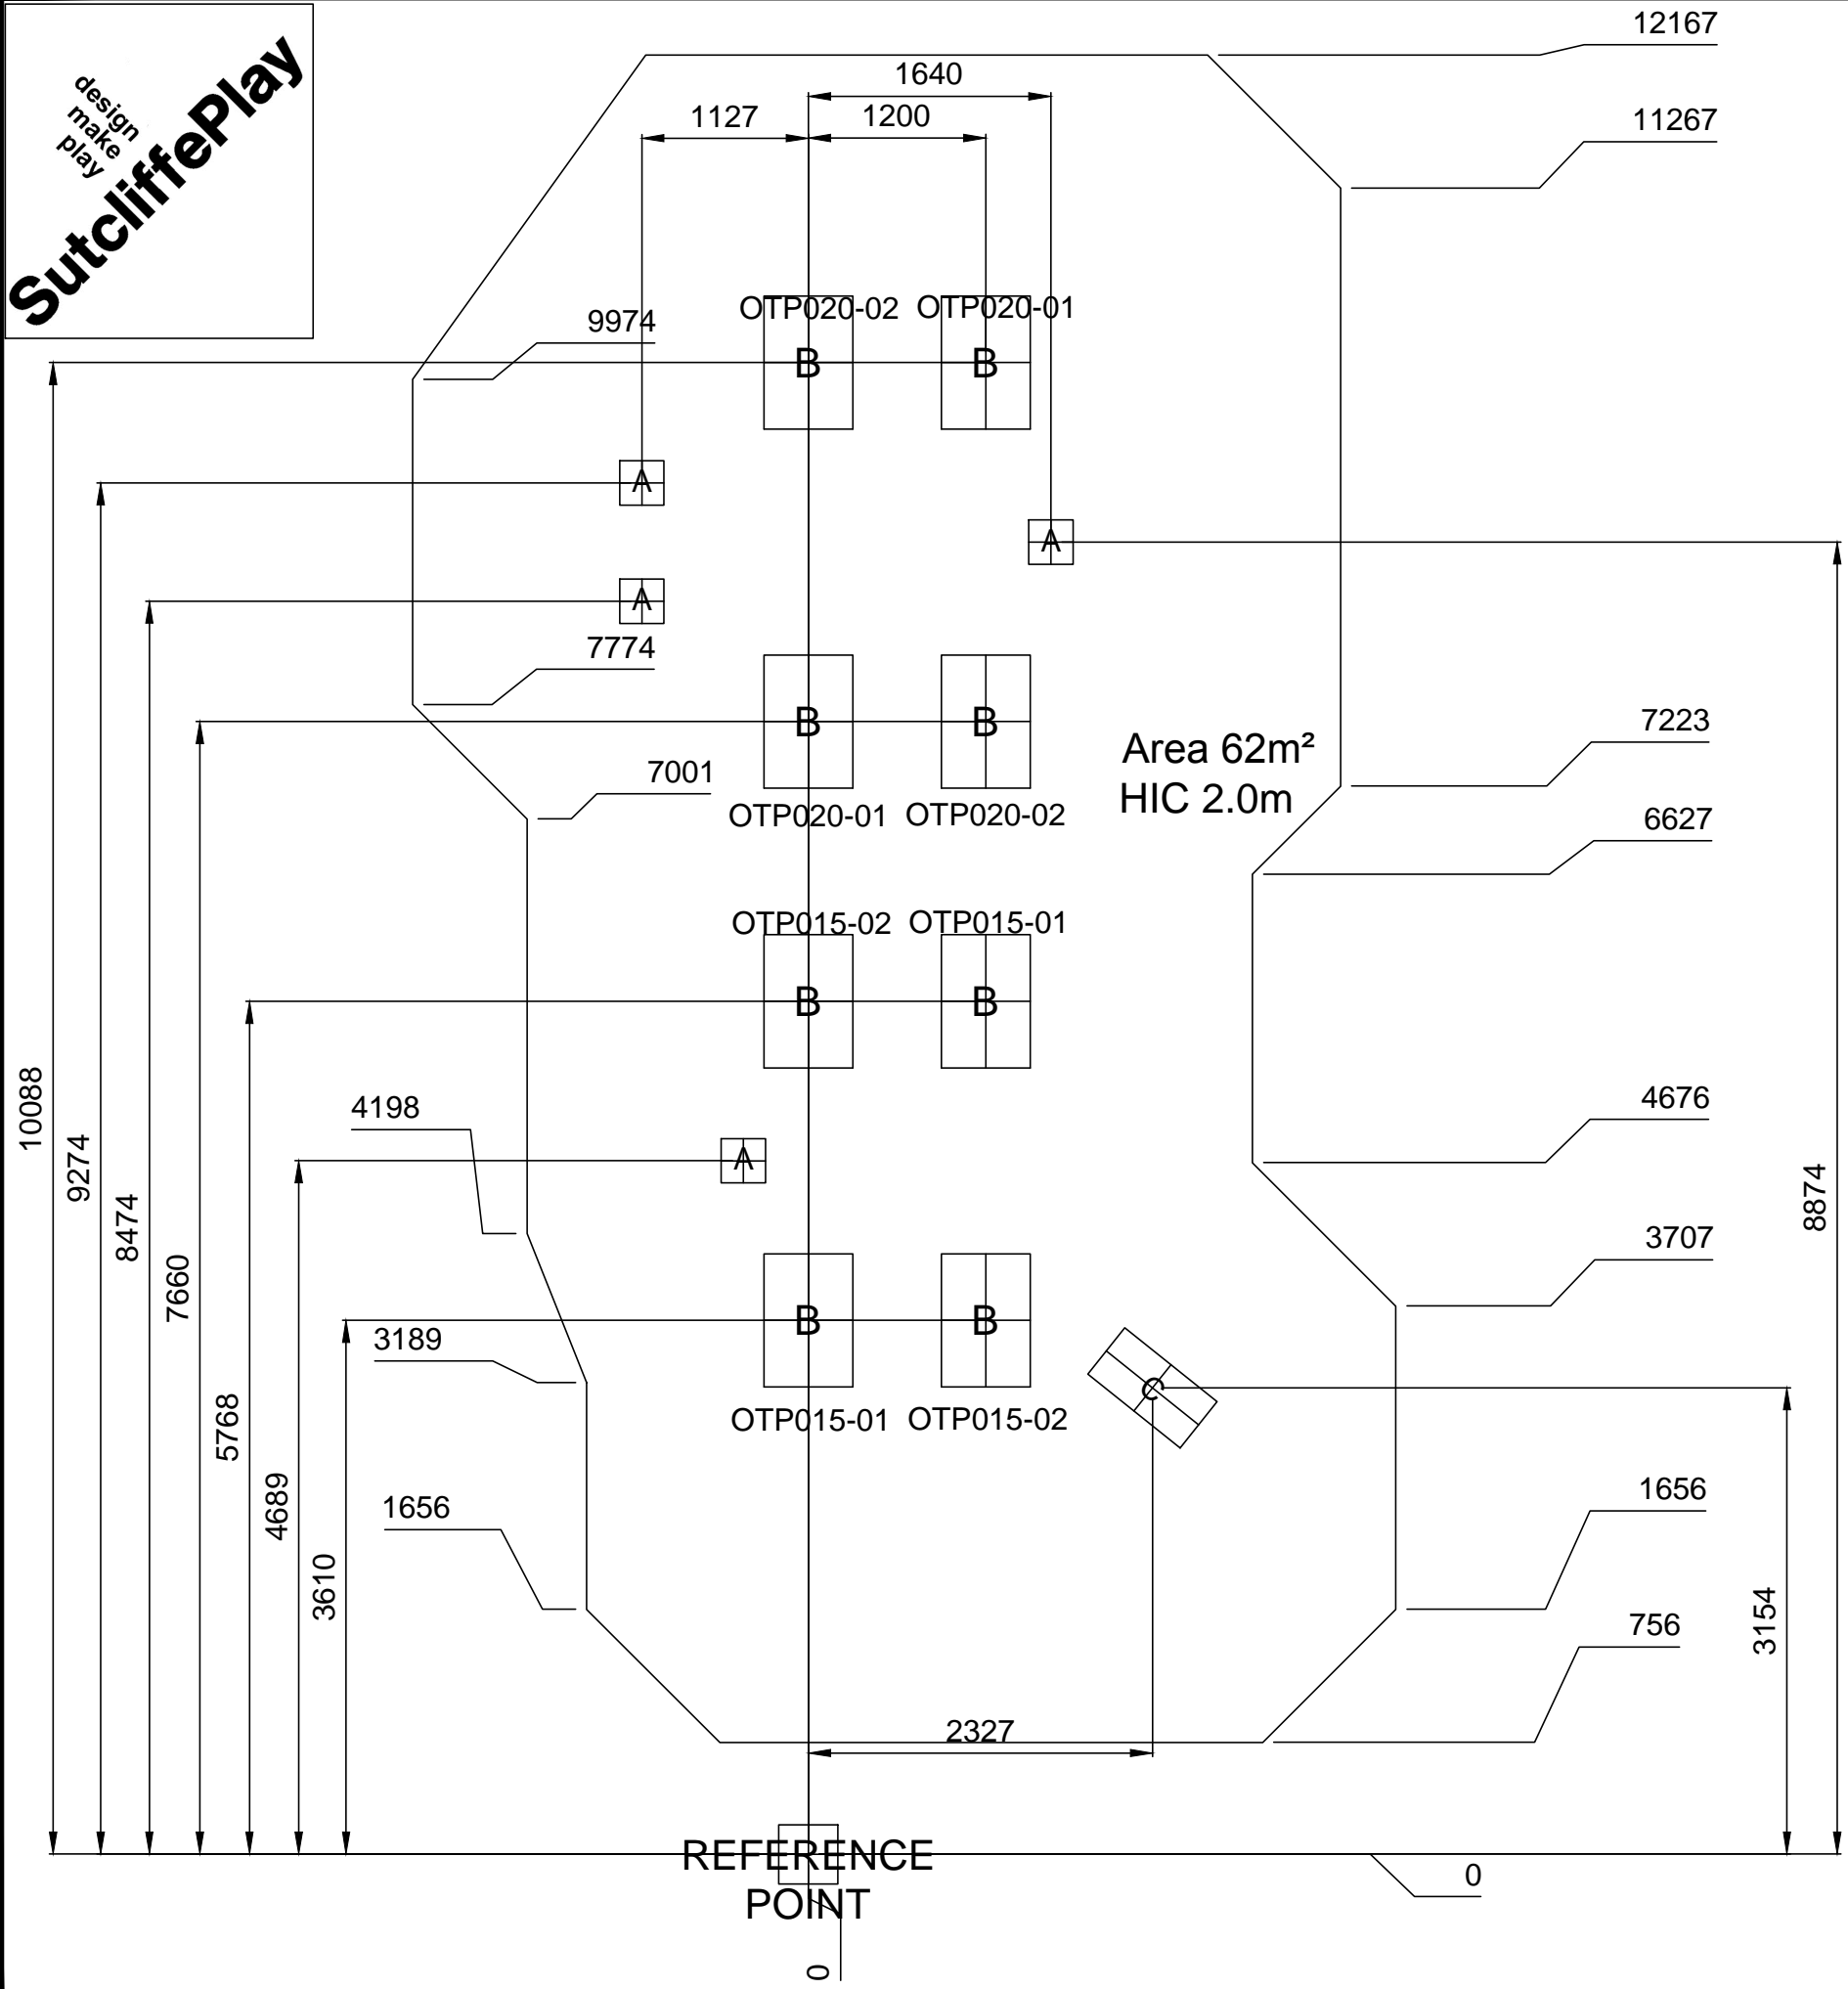 design
make
play
SutcliffePlay
12167
1640
1127
1200
11267
OTP020-02
OTP020-01
9974
B
B
A
A
A
7774
7223
B
B
Area 62m²
HIC 2.0m
7001
OTP020-01
OTP020-02
6627
OTP015-02
OTP015-01
B
B
10088
9274
8474
7660
5768
4689
3610
4198
4676
A
8874
3707
3189
B
B
C
OTP015-01
OTP015-02
1656
1656
3154
756
2327
REFERENCE
POINT
0
0